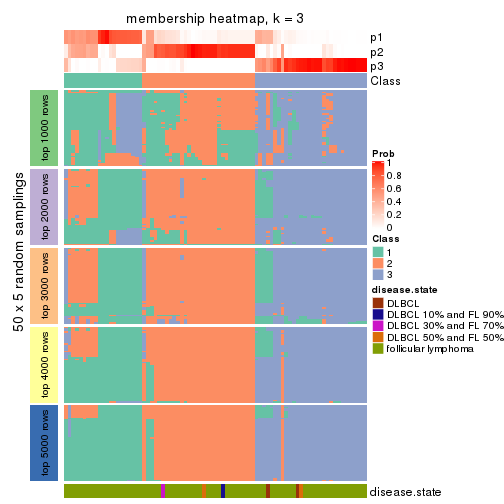 membership heatmap, k = 3
p1
p2
p3
Class
50 x 5 random samplings
top 1000 rows
top 2000 rows
top 3000 rows
top 4000 rows
top 5000 rows
Prob
1
0.8
0.6
0.4
0.2
0
Class
1
2
3
disease.state
DLBCL
DLBCL 10% and FL 90%
DLBCL 30% and FL 70%
DLBCL 50% and FL 50%
follicular lymphoma
disease.state